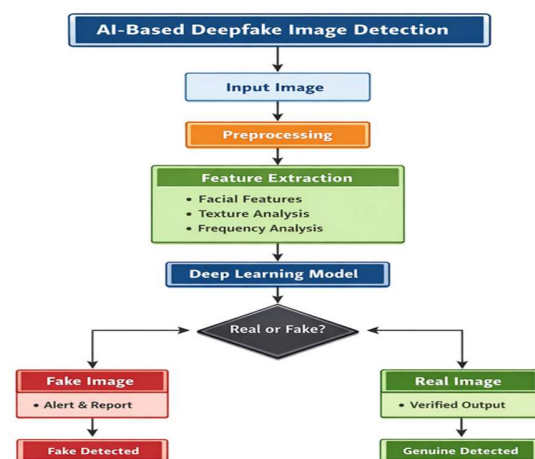 AI-Based Deepfake Image Detection
Input Image
Preprocessing
Feature Extraction
• Facial Features
• Texture Analysis
• Frequency Analysis
Deep Learning Model
Real or Fake?
Fake Image
• Alert & Report
Fake Detected
Real Image
• Verified Output
Genuine Detected